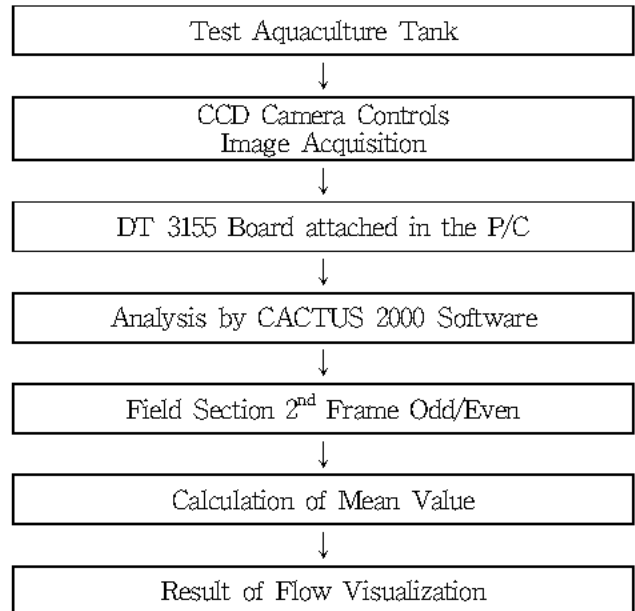 Test Aquaculture Tank
↓
CCD Camera Controls
Image Acquisition
↓
DT 3155 Board attached in the P/C
↓
Analysis by CACTUS 2000 Software
↓
Field Section 2nd Frame Odd/Even
↓
Calculation of Mean Value
↓
Result of Flow Visualization